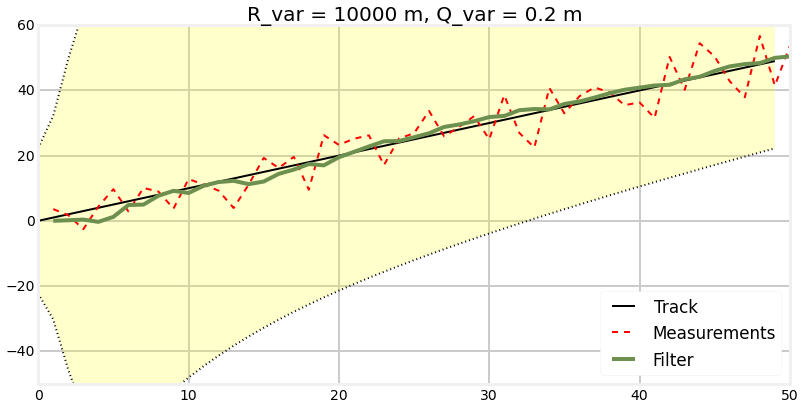 R_var = 10000 m, Q_var = 0.2 m
60
40
20
0
−20
−40
0 10 20 30 40 50
Track
Measurements
Filter